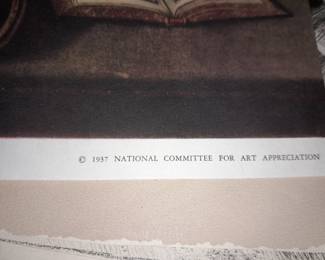 © 1937 NATIONAL COMMITTEE FOR ART APPRECIATION